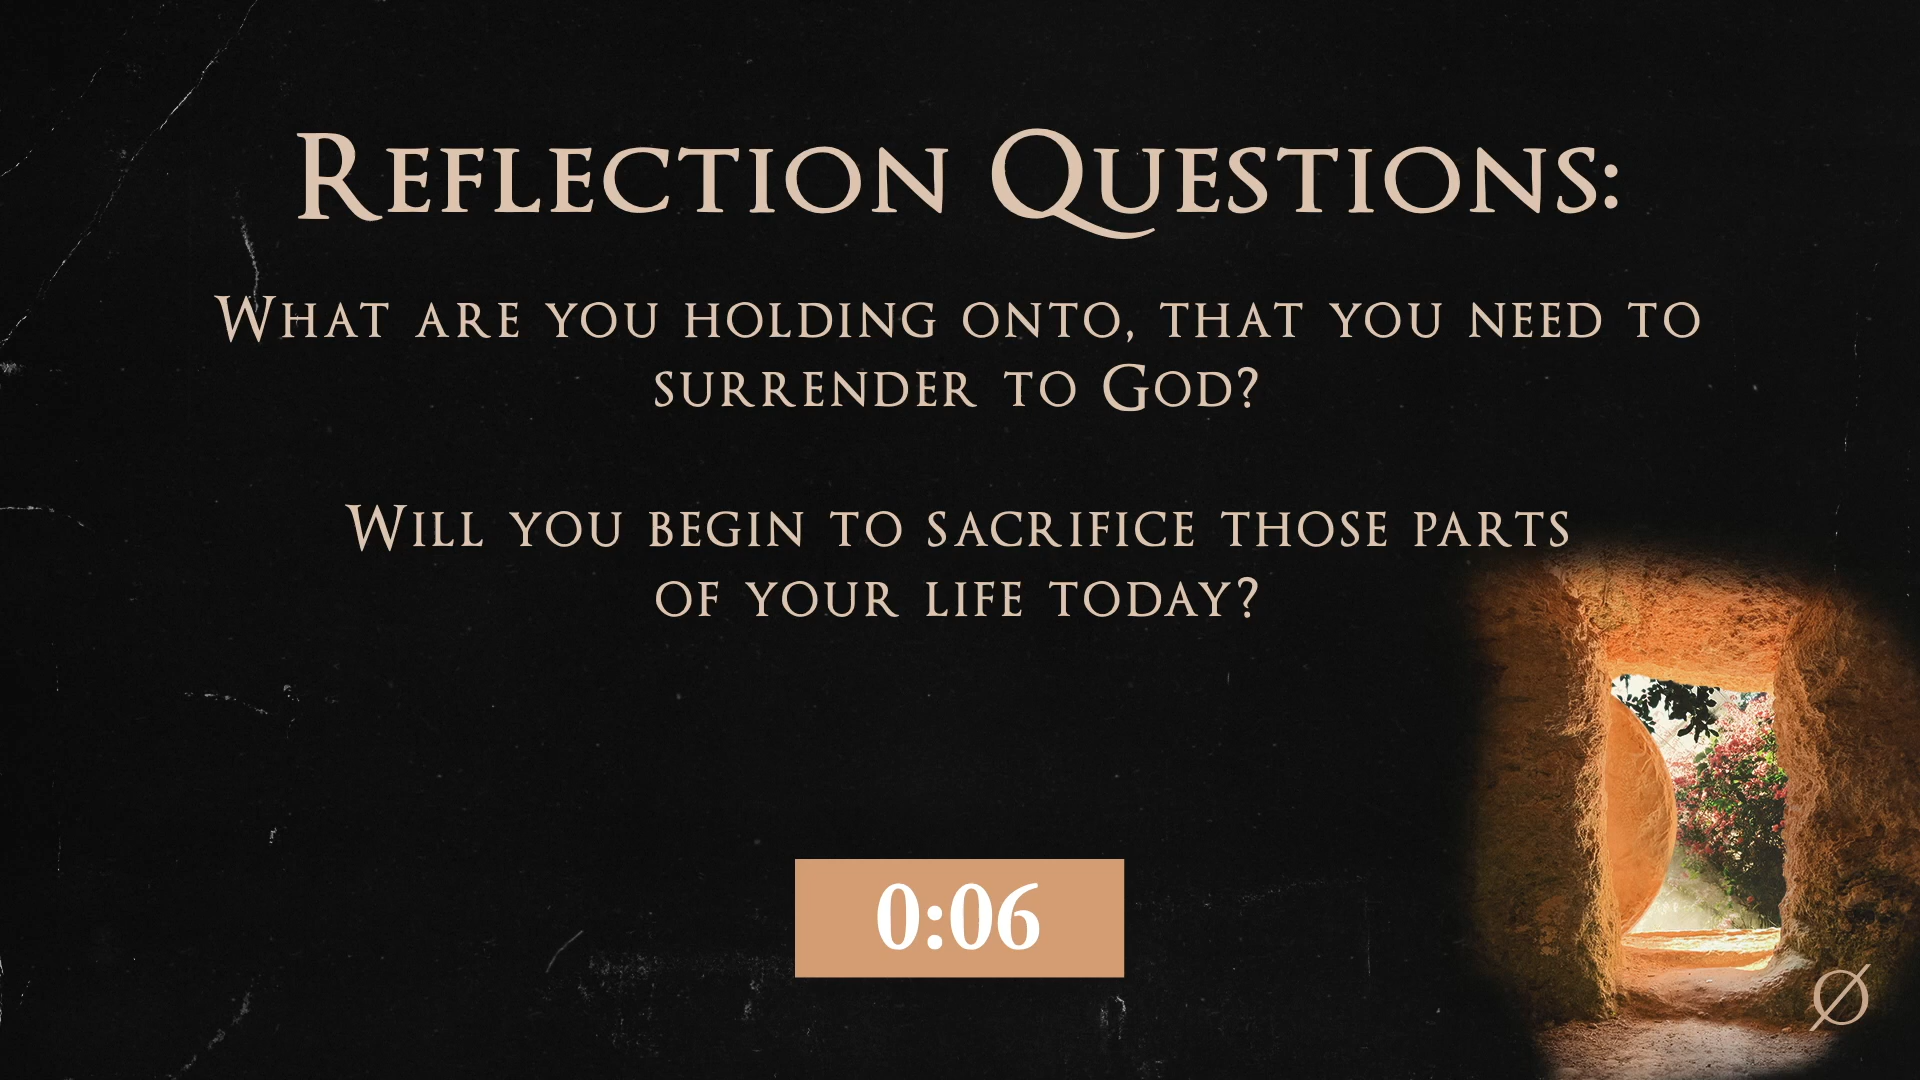 Reflection Questions:
What are you holding onto, that you need to
surrender to God?
Will you begin to sacrifice those parts
of your life today?
0:06